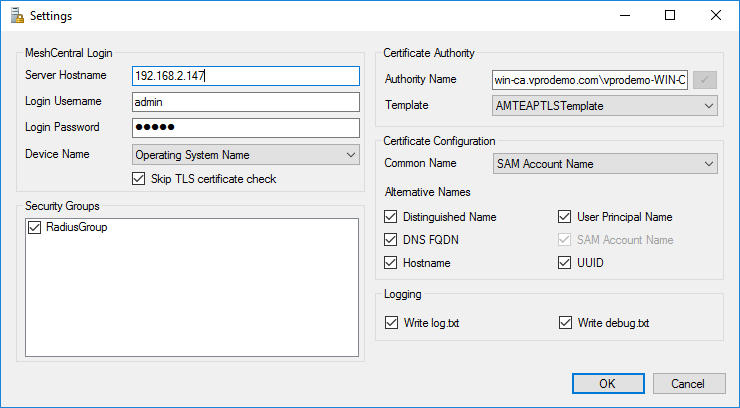 Settings
MeshCentral Login
Server Hostname 192.168.2.147
Login Username admin
Login Password ●●●●●
Device Name Operating System Name
Skip TLS certificate check
Security Groups
RadiusGroup
Certificate Authority
Authority Name win-ca.vprodemo.com\vprodemo-WIN-C
Template AMTEAPTLSTemplate
Certificate Configuration
Common Name SAM Account Name
Alternative Names
Distinguished Name User Principal Name
DNS FQDN SAM Account Name
Hostname UUID
Logging
Write log.txt Write debug.txt
OK Cancel